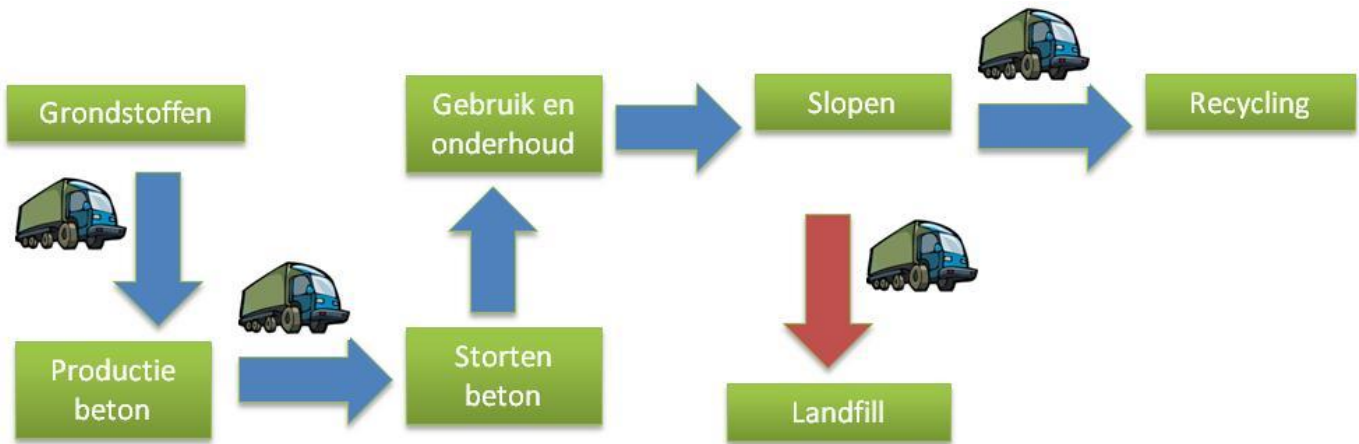 Grondstoffen
Productie
beton
Storten
beton
Gebruik en
onderhoud
Slopen
Recycling
Landfill